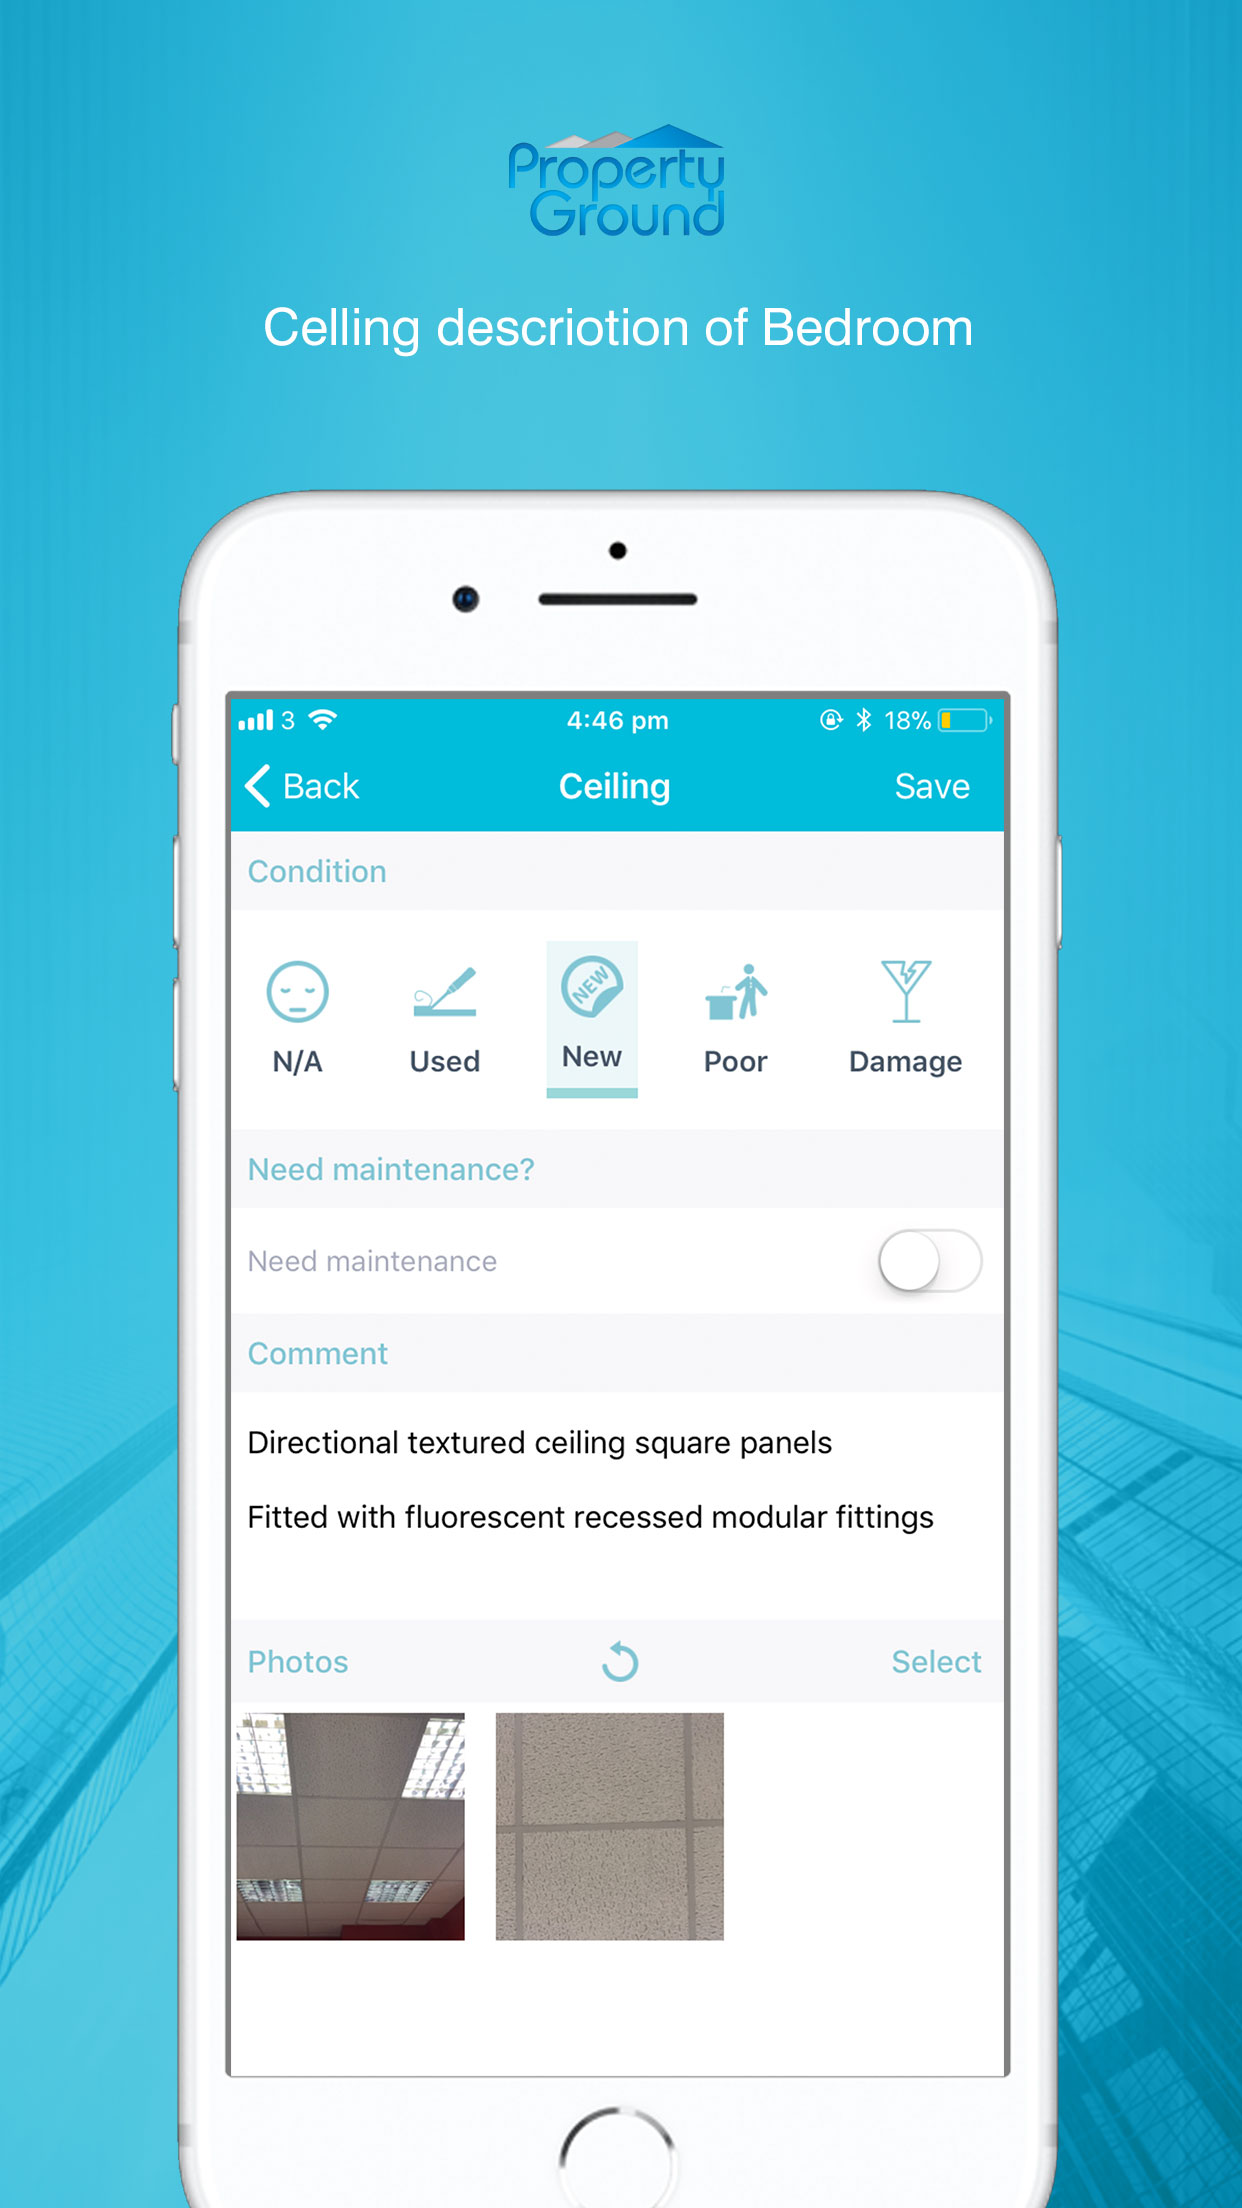 Property
Ground
Celling descriotion of Bedroom
3 4:46 pm 18%
Back Ceiling Save
Condition
NEW
N/A Used New Poor Damage
Need maintenance?
Need maintenance
Comment
Directional textured ceiling square panels
Fitted with fluorescent recessed modular fittings
Photos Select